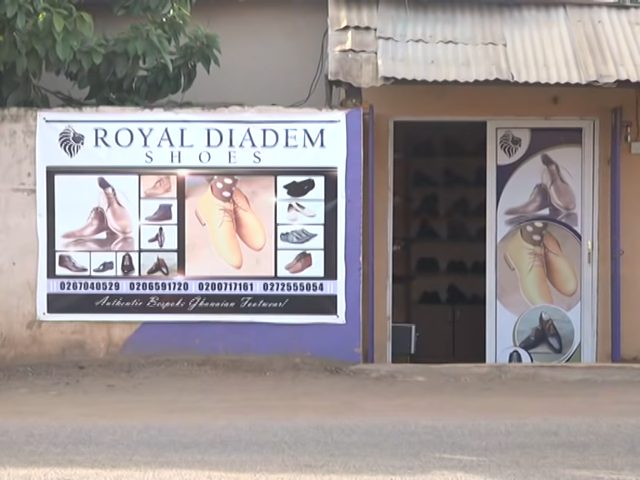 ROYAL DIADEM
SHOES
0267040529 0206591720 0200717161 0272555054
Authentic Bespoke Ghanaian Footwear!